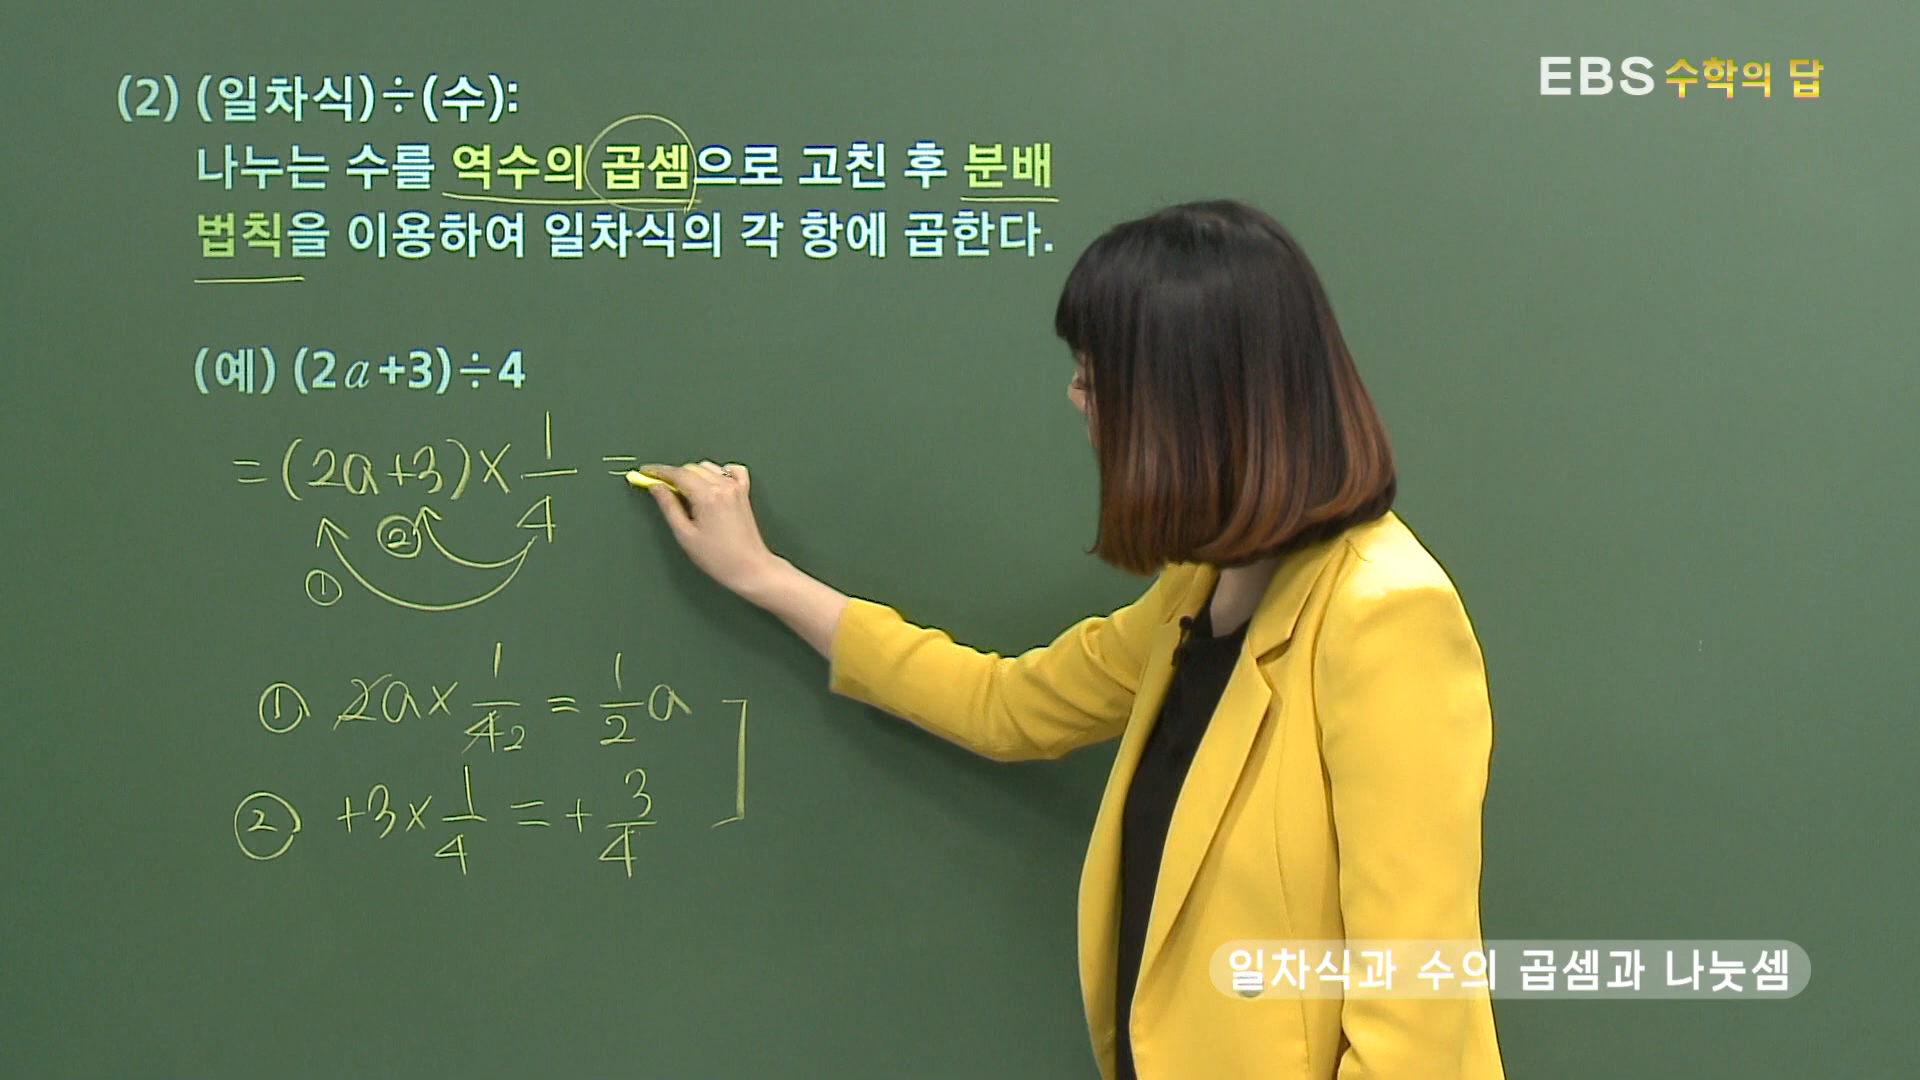 EBS 수학의 답
(2) (일차식)÷(수):
나누는 수를 역수의 곱셈으로 고친 후 분배
법칙을 이용하여 일차식의 각 항에 곱한다.
(예) (2a+3)÷4
=(2a+3)×1/4 =
② 
①
① 2a×1/4 2 = 1/2 a
② +3×1/4 = +3/4
일차식과 수의 곱셈과 나눗셈